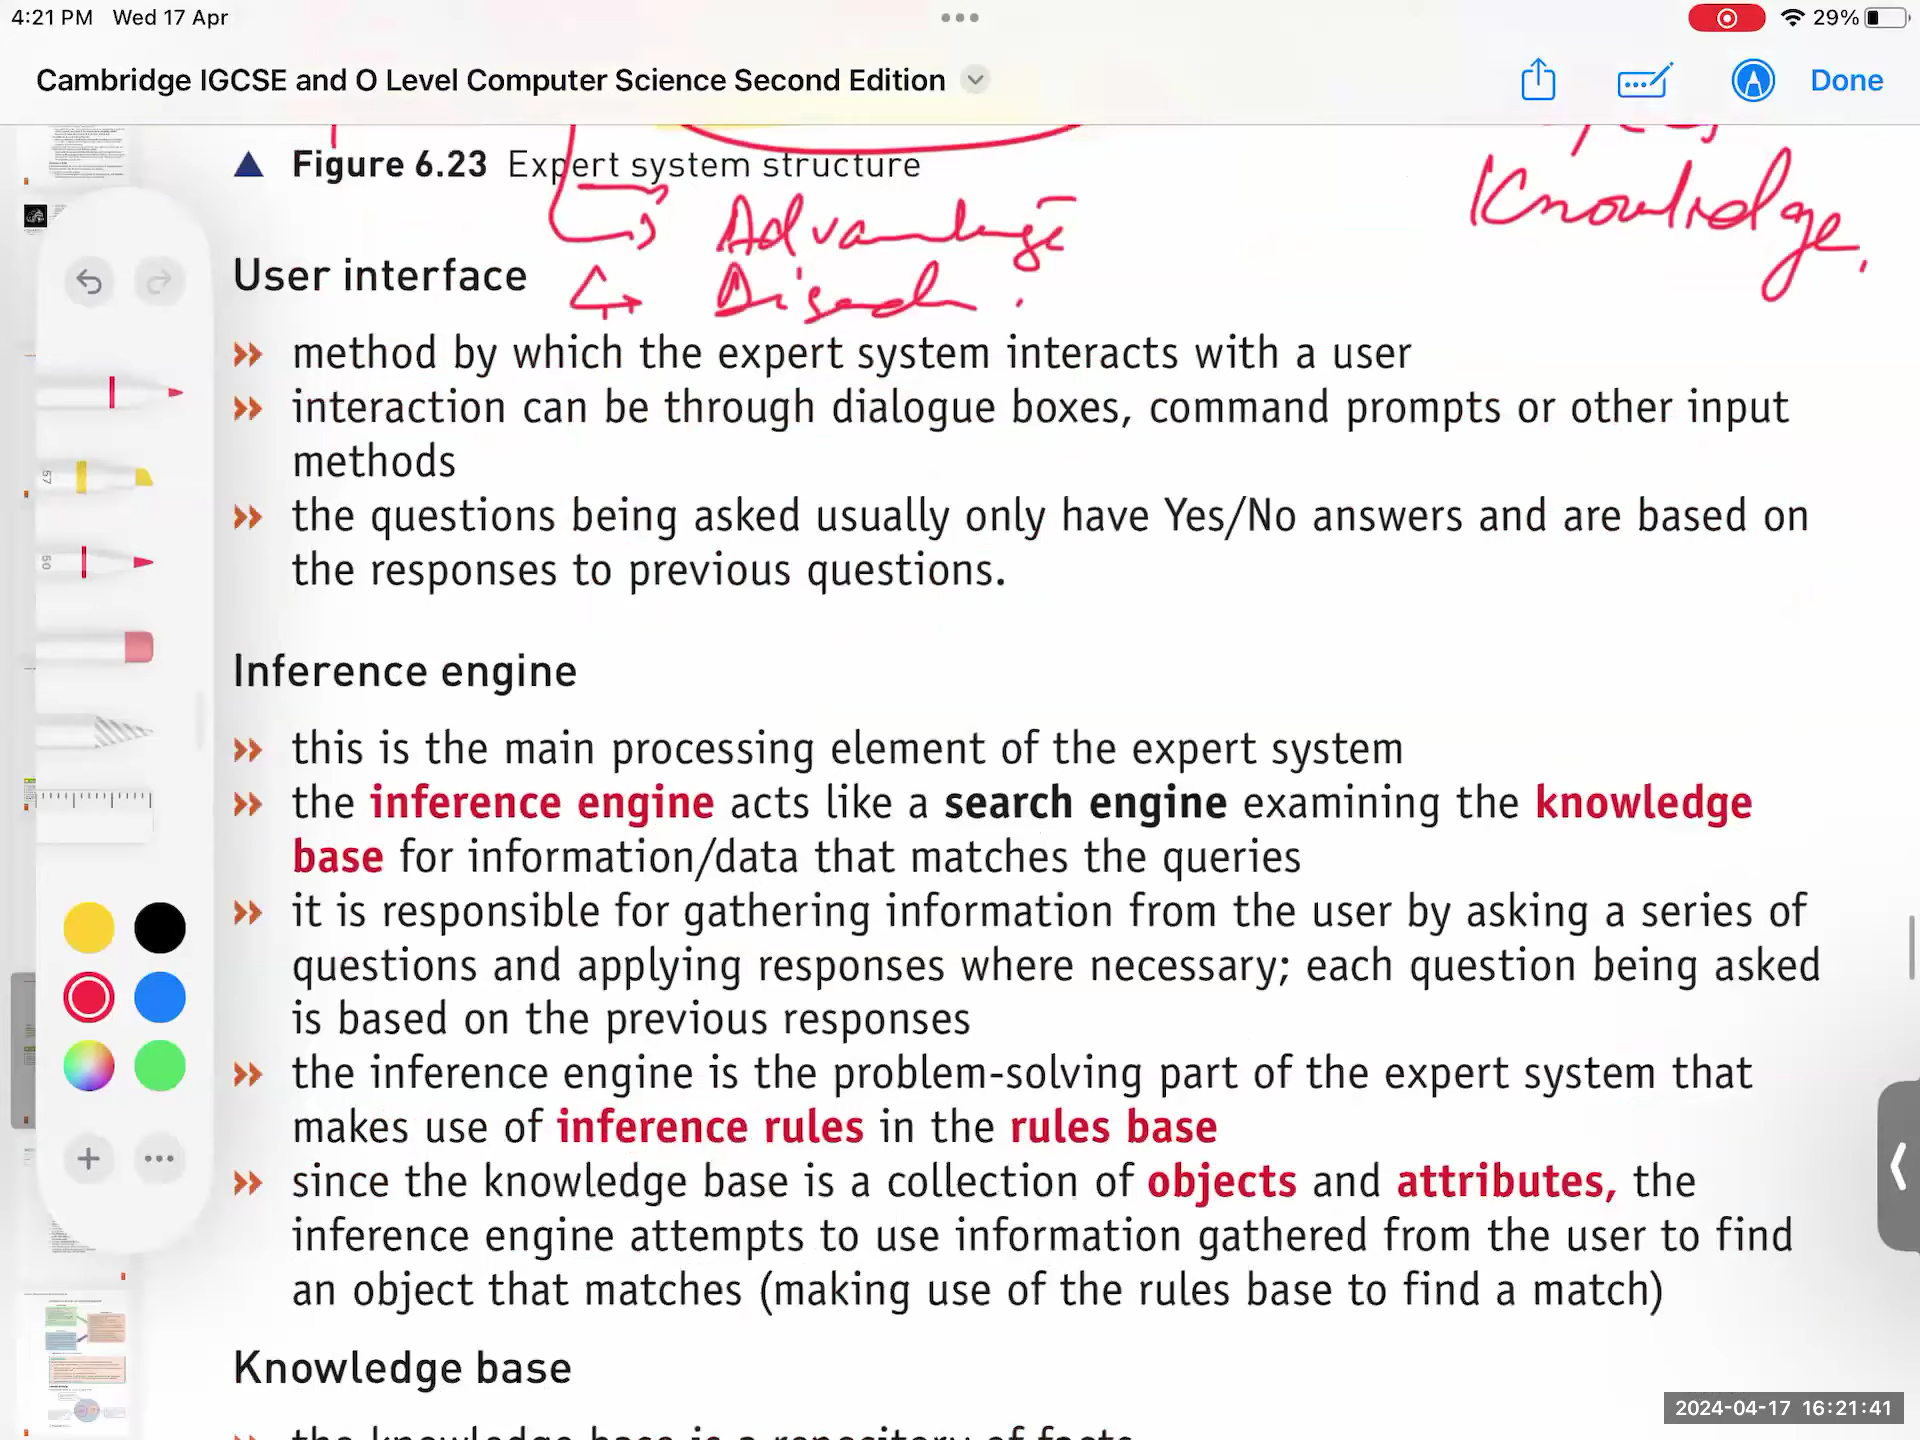 4:21 PM Wed 17 Apr
29%
Cambridge IGCSE and O Level Computer Science Second Edition
Done
Figure 6.23 Expert system structure
Knowledge.
Advantage
User interface
Disadv.
method by which the expert system interacts with a user
interaction can be through dialogue boxes, command prompts or other input
methods
the questions being asked usually only have Yes/No answers and are based on
the responses to previous questions.
Inference engine
this is the main processing element of the expert system
the inference engine acts like a search engine examining the knowledge
base for information/data that matches the queries
it is responsible for gathering information from the user by asking a series of
questions and applying responses where necessary; each question being asked
is based on the previous responses
the inference engine is the problem-solving part of the expert system that
makes use of inference rules in the rules base
since the knowledge base is a collection of objects and attributes, the
inference engine attempts to use information gathered from the user to find
an object that matches (making use of the rules base to find a match)
Knowledge base
the knowledge base is a repository of facts
57
50
2024-04-17 16:21:41